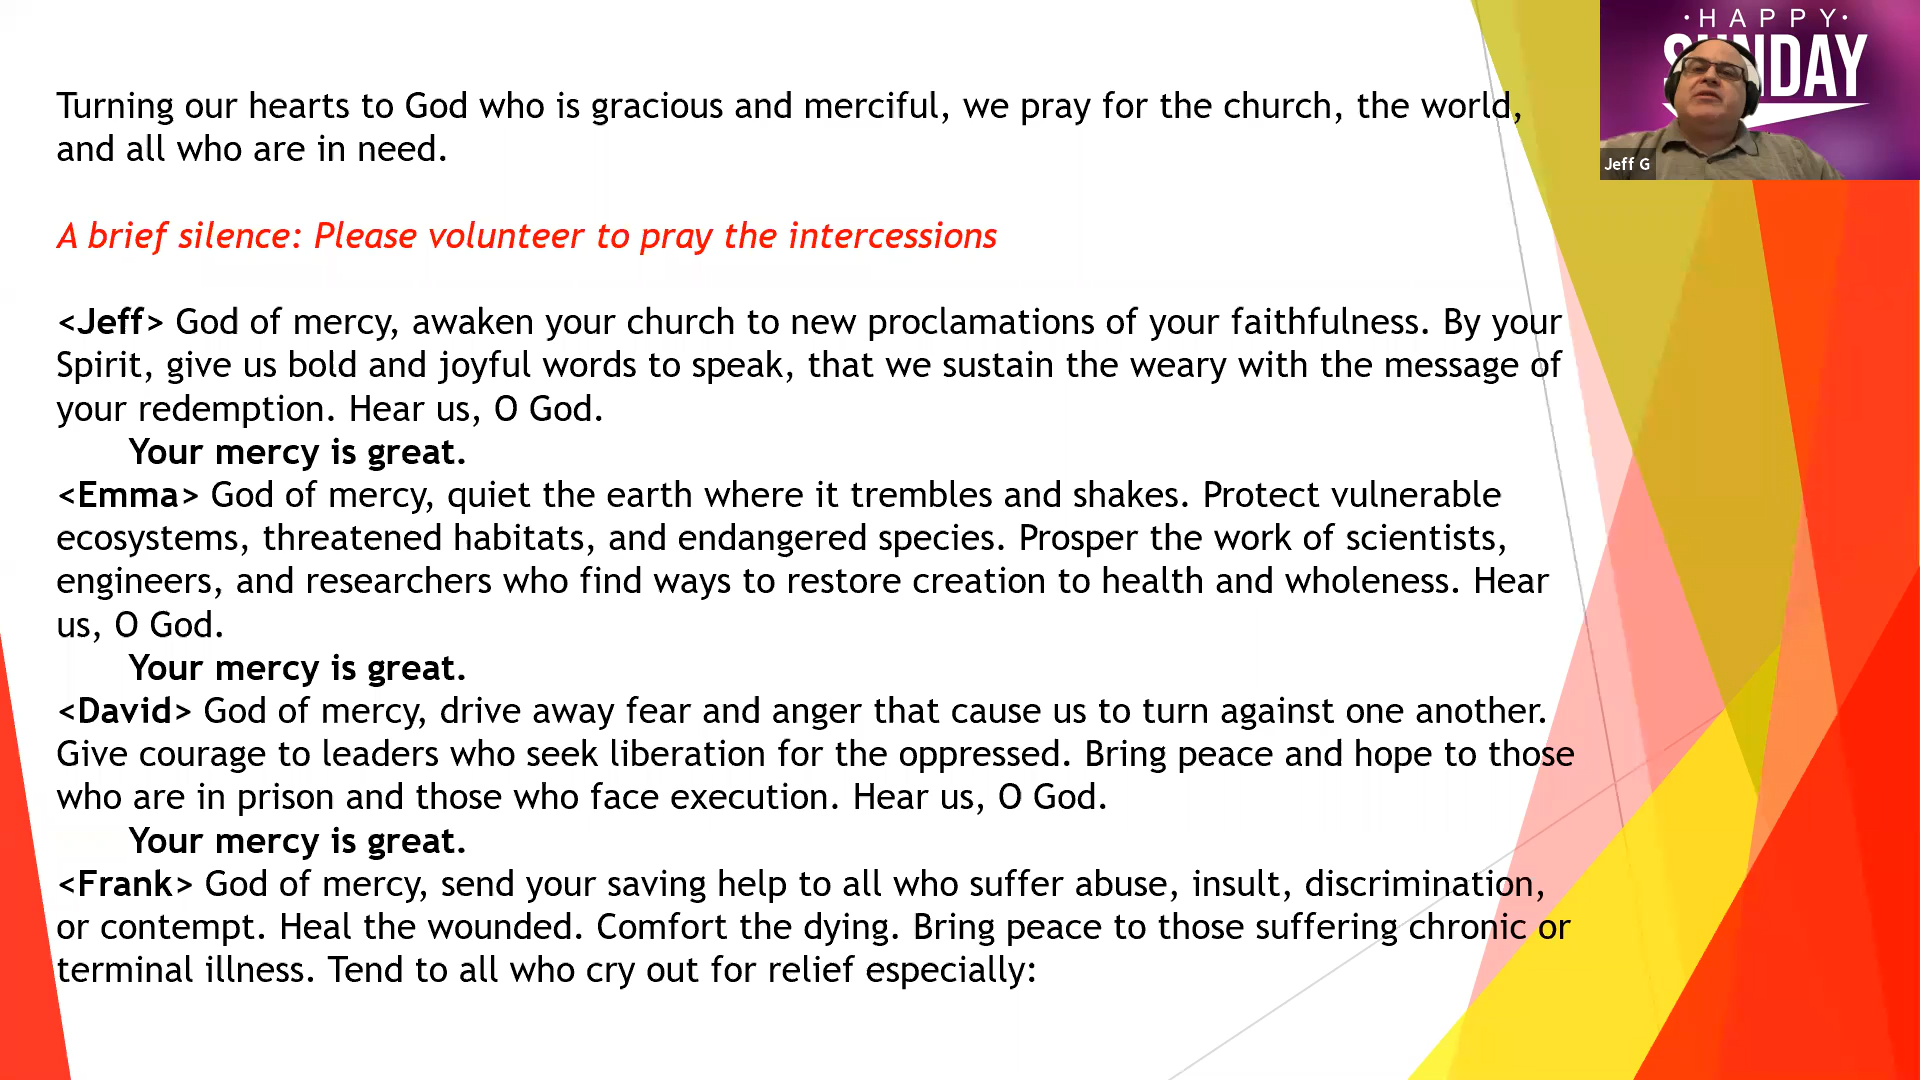 Turning our hearts to God who is gracious and merciful, we pray for the church, the world,
and all who are in need.
A brief silence: Please volunteer to pray the intercessions
<Jeff> God of mercy, awaken your church to new proclamations of your faithfulness. By your
Spirit, give us bold and joyful words to speak, that we sustain the weary with the message of
your redemption. Hear us, O God.
Your mercy is great.
<Emma> God of mercy, quiet the earth where it trembles and shakes. Protect vulnerable
ecosystems, threatened habitats, and endangered species. Prosper the work of scientists,
engineers, and researchers who find ways to restore creation to health and wholeness. Hear
us, O God.
Your mercy is great.
<David> God of mercy, drive away fear and anger that cause us to turn against one another.
Give courage to leaders who seek liberation for the oppressed. Bring peace and hope to those
who are in prison and those who face execution. Hear us, O God.
Your mercy is great.
<Frank> God of mercy, send your saving help to all who suffer abuse, insult, discrimination,
or contempt. Heal the wounded. Comfort the dying. Bring peace to those suffering chronic or
terminal illness. Tend to all who cry out for relief especially:
·HAPPY·
SUNDAY
Jeff G